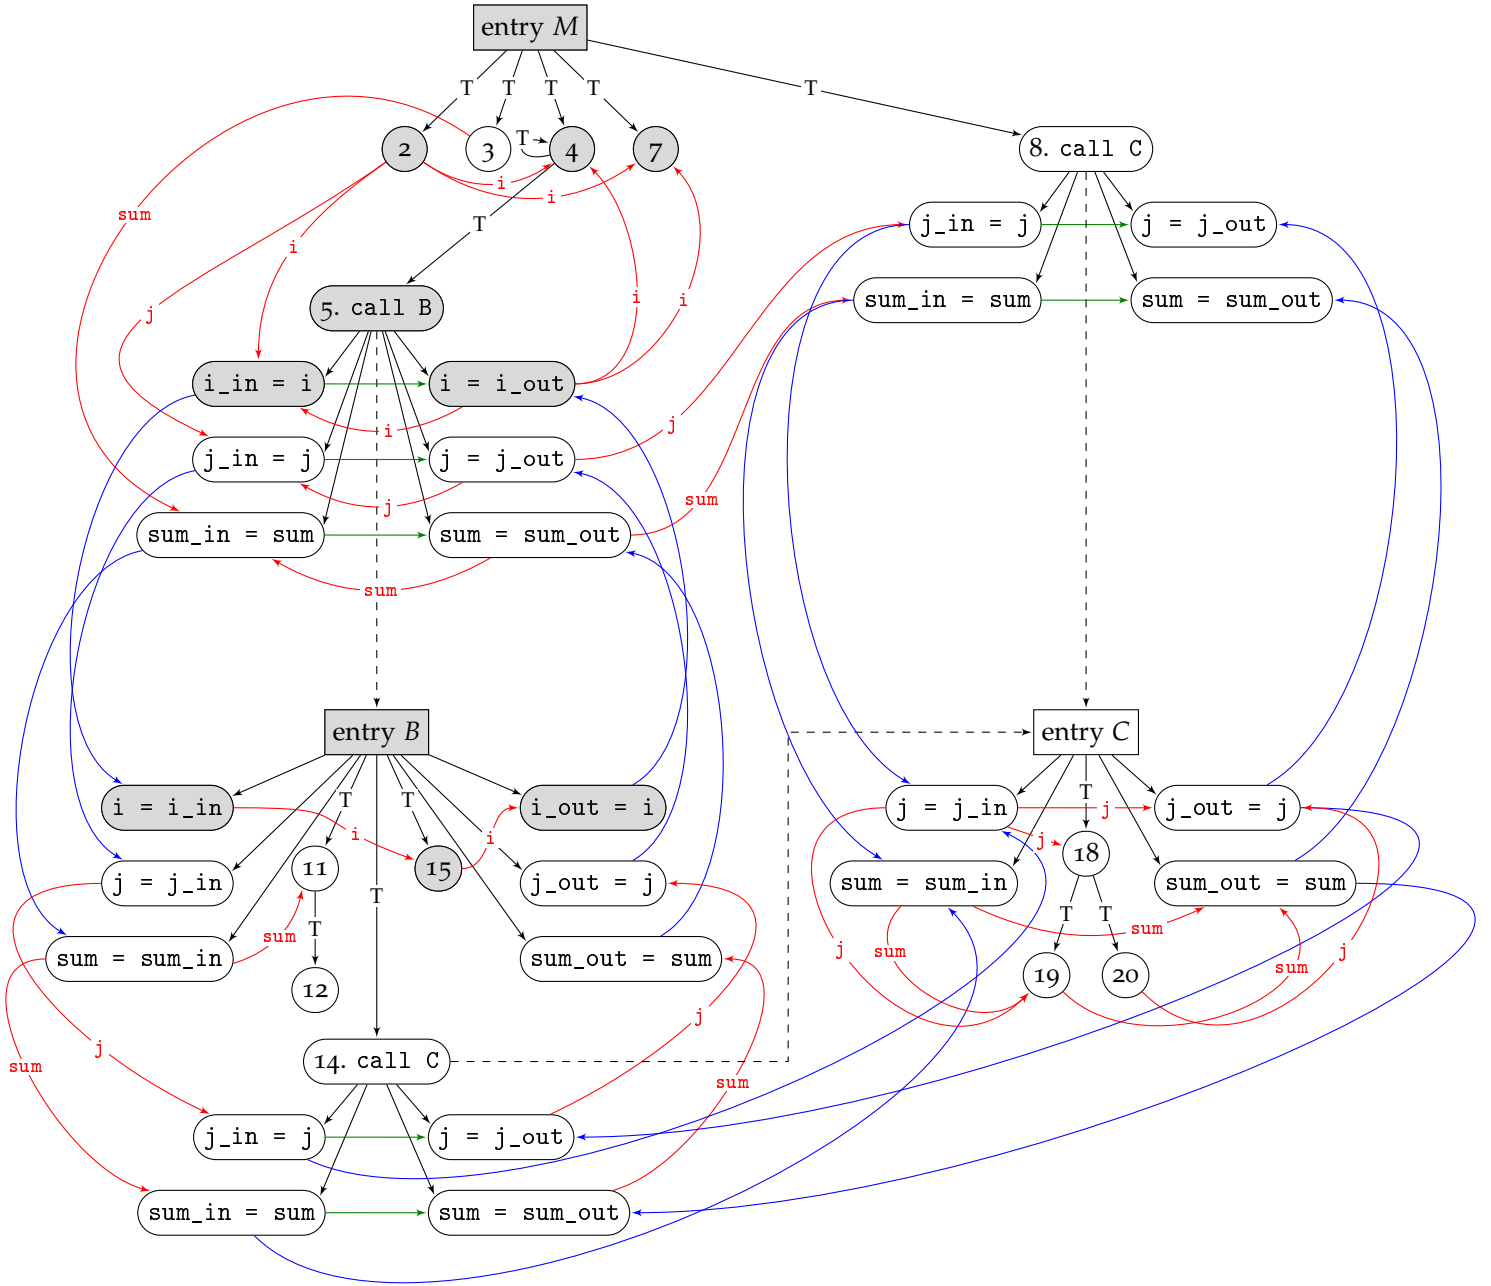 entry M
T
T
T
T
T
2
3
T
4
7
8. call C
i
i
sum
T
j_in = j
j = j_out
i
j
5. call B
i
i
sum_in = sum
sum = sum_out
i_in = i
i = i_out
i
j
j_in = j
j = j_out
sum
j
sum_in = sum
sum = sum_out
sum
entry B
entry C
T
T
T
i = i_in
i_out = i
j = j_in
j
j_out = j
i
i
j
11
15
18
j = j_in
T
j_out = j
sum = sum_in
T
T
sum_out = sum
sum
T
sum
j
sum
j
sum = sum_in
sum_out = sum
sum
12
19
20
j
j
14. call C
sum
sum
j_in = j
j = j_out
sum_in = sum
sum = sum_out